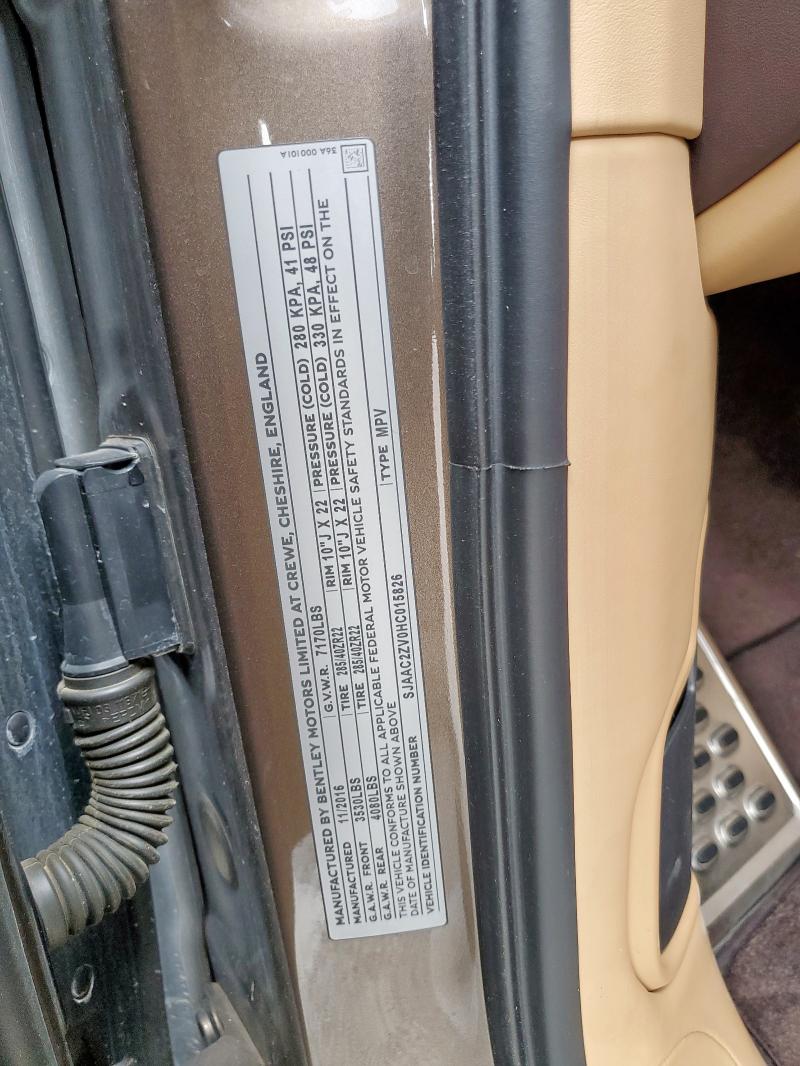 36A 000101A
MANUFACTURED BY BENTLEY MOTORS LIMITED AT CREWE, CHESHIRE, ENGLAND
MANUFACTURED 11/2016 G.V.W.R. 7170LBS
G.A.W.R. FRONT 3530LBS TIRE 285/40ZR22 RIM 10"J X 22 PRESSURE (COLD) 280 KPA, 41 PSI
G.A.W.R. REAR 4080LBS TIRE 285/40ZR22 RIM 10"J X 22 PRESSURE (COLD) 330 KPA, 48 PSI
THIS VEHICLE CONFORMS TO ALL APPLICABLE FEDERAL MOTOR VEHICLE SAFETY STANDARDS IN EFFECT ON THE
DATE OF MANUFACTURE SHOWN ABOVE
VEHICLE IDENTIFICATION NUMBER SJAAC2ZV0HC015826 TYPE MPV